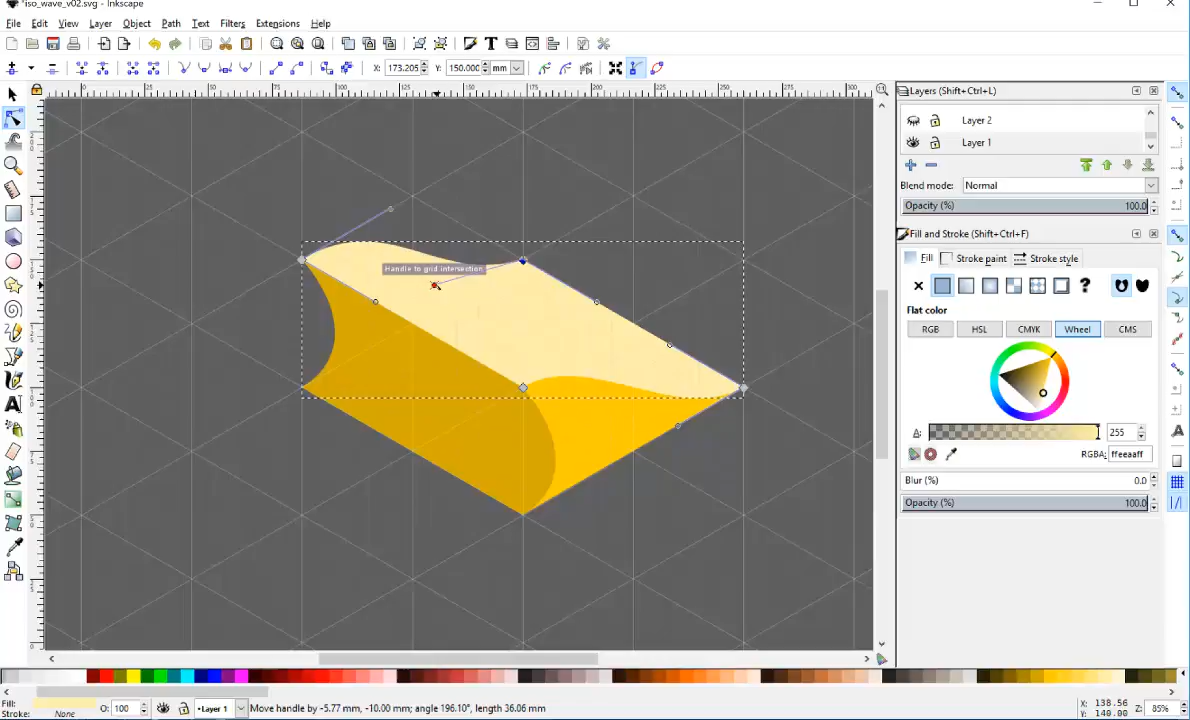 *iso_wave_v02.svg - Inkscape
File Edit View Layer Object Path Text Filters Extensions Help
X: 173.205 Y: 150.000 mm
Layers (Shift+Ctrl+L)
Layer 2
Layer 1
Blend mode: Normal
Opacity (%) 100.0
Fill and Stroke (Shift+Ctrl+F)
Fill Stroke paint Stroke style
?
Flat color
RGB HSL CMYK Wheel CMS
A: 255
RGBA: ffeeaaff
Blur (%) 0.0
Opacity (%) 100.0
Handle to grid intersection
Fill:
Stroke: None
O: 100
Layer 1
Move handle by -5.77 mm, -10.00 mm; angle 196.10°, length 36.06 mm
X: 138.56
Y: 140.00
Z: 85%